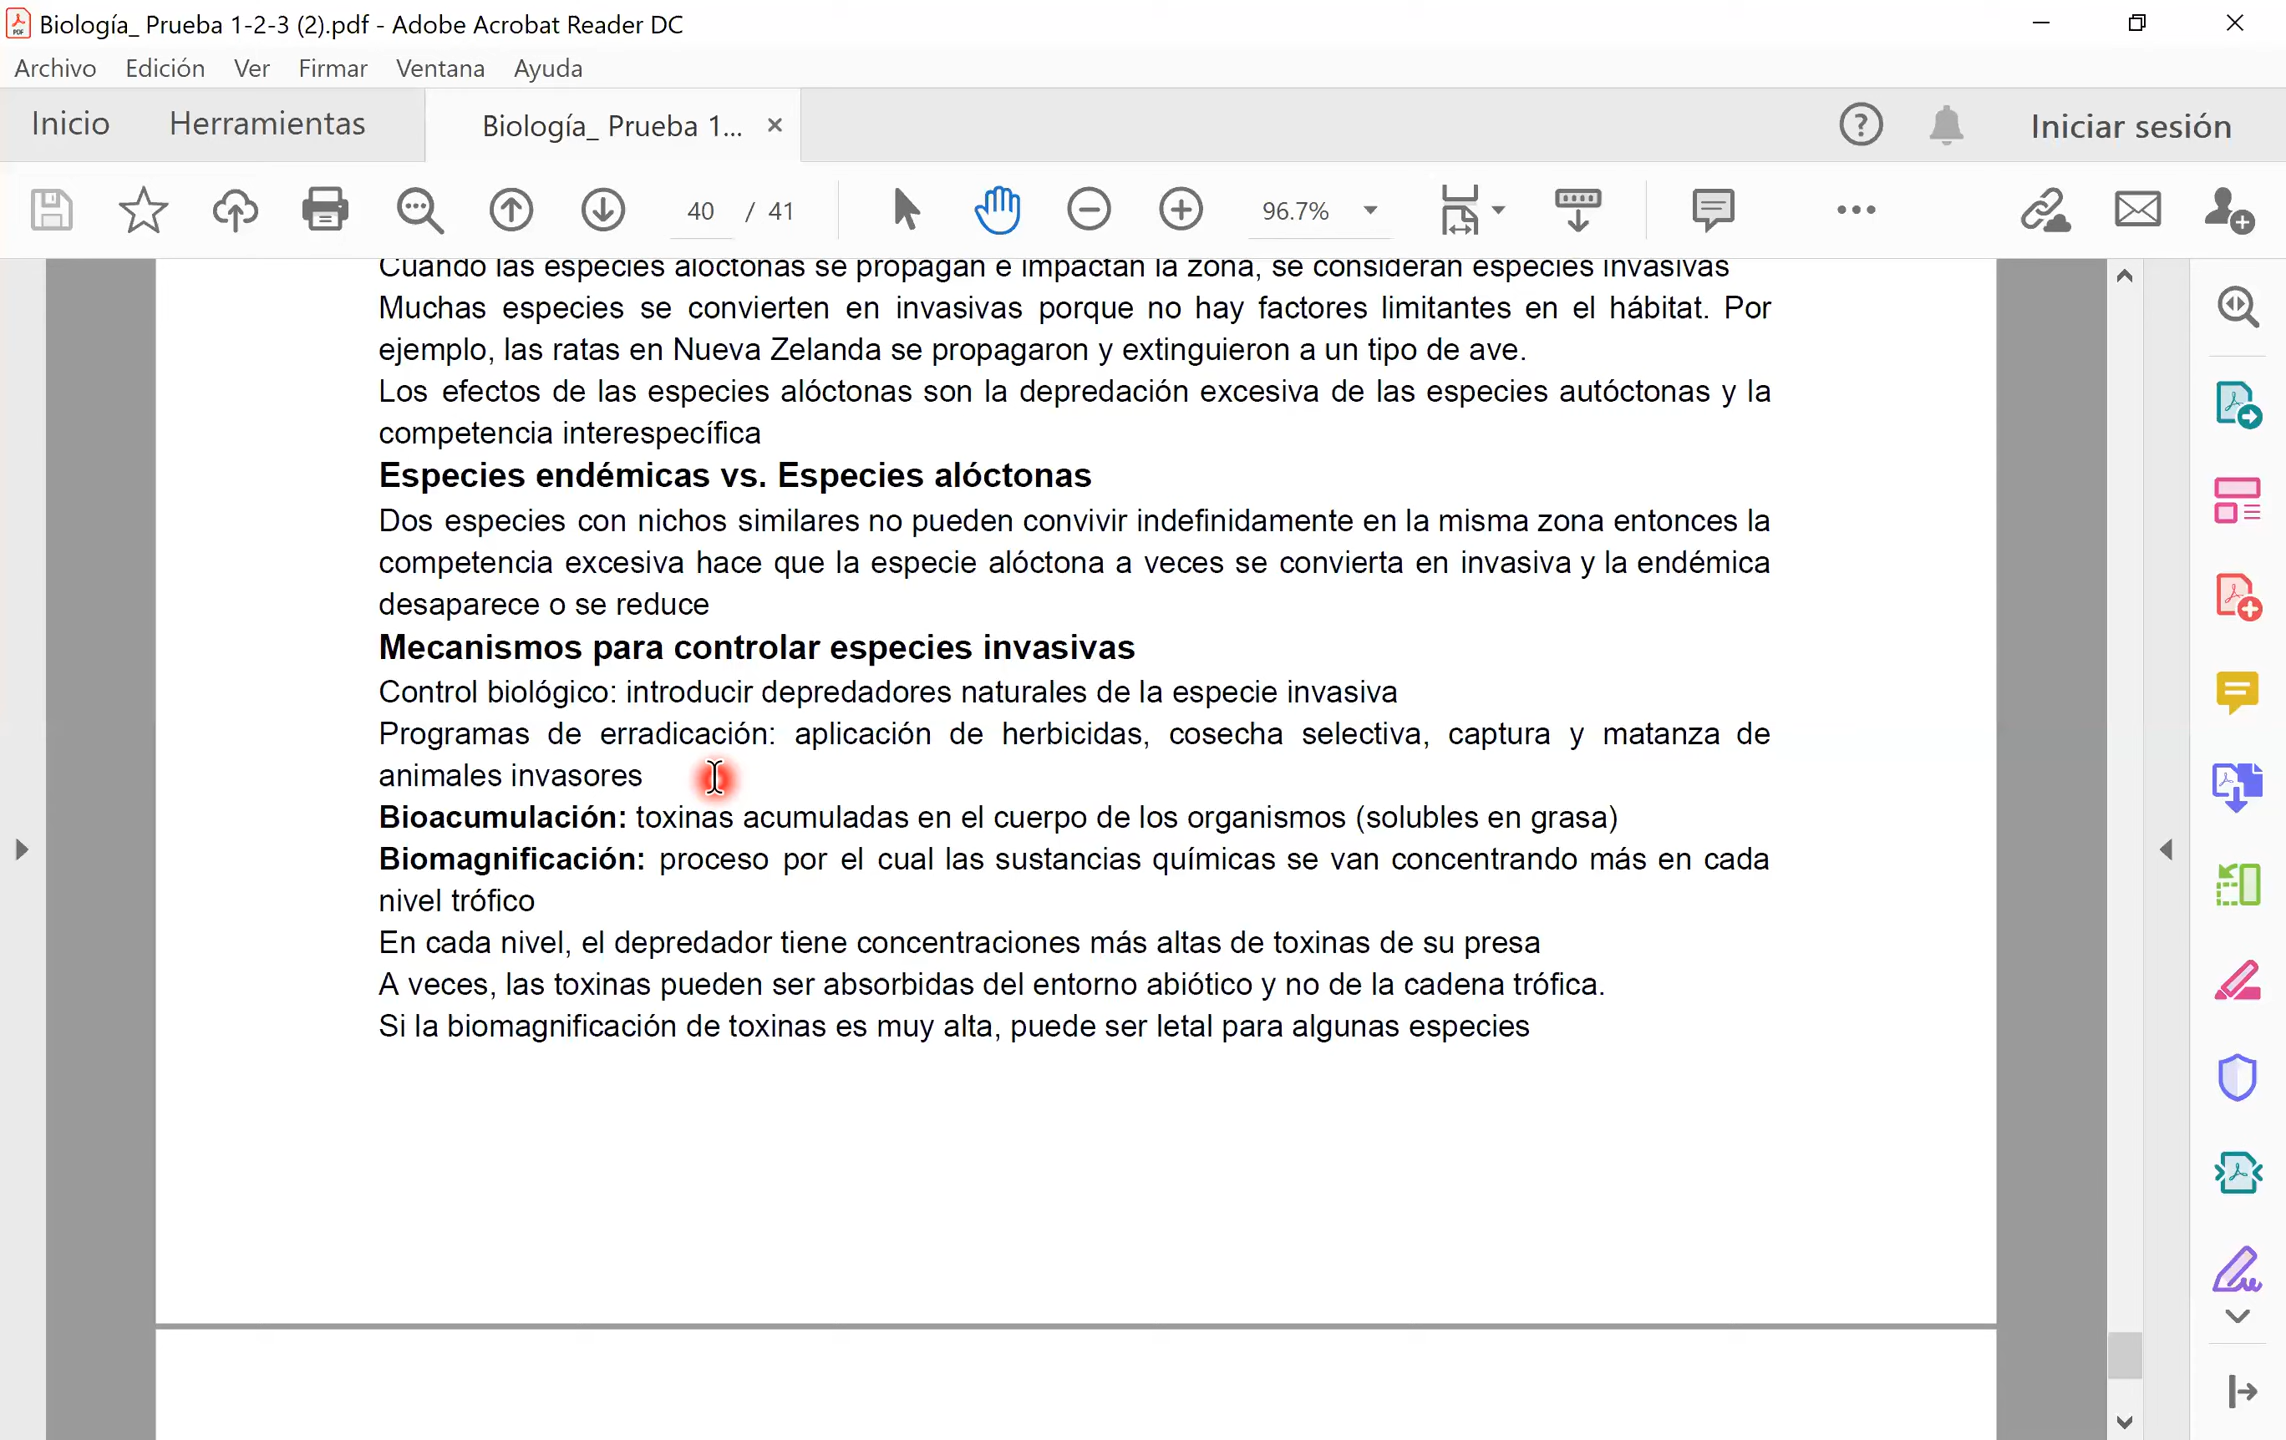 Biología_ Prueba 1-2-3 (2).pdf - Adobe Acrobat Reader DC
Archivo Edición Ver Firmar Ventana Ayuda
Inicio Herramientas Biología_ Prueba 1... × Iniciar sesión
40 / 41 96.7%
Cuando las especies alóctonas se propagan e impactan la zona, se consideran especies invasivas
Muchas especies se convierten en invasivas porque no hay factores limitantes en el hábitat. Por
ejemplo, las ratas en Nueva Zelanda se propagaron y extinguieron a un tipo de ave.
Los efectos de las especies alóctonas son la depredación excesiva de las especies autóctonas y la
competencia interespecífica
Especies endémicas vs. Especies alóctonas
Dos especies con nichos similares no pueden convivir indefinidamente en la misma zona entonces la
competencia excesiva hace que la especie alóctona a veces se convierta en invasiva y la endémica
desaparece o se reduce
Mecanismos para controlar especies invasivas
Control biológico: introducir depredadores naturales de la especie invasiva
Programas de erradicación: aplicación de herbicidas, cosecha selectiva, captura y matanza de
animales invasores
Bioacumulación: toxinas acumuladas en el cuerpo de los organismos (solubles en grasa)
Biomagnificación: proceso por el cual las sustancias químicas se van concentrando más en cada
nivel trófico
En cada nivel, el depredador tiene concentraciones más altas de toxinas de su presa
A veces, las toxinas pueden ser absorbidas del entorno abiótico y no de la cadena trófica.
Si la biomagnificación de toxinas es muy alta, puede ser letal para algunas especies